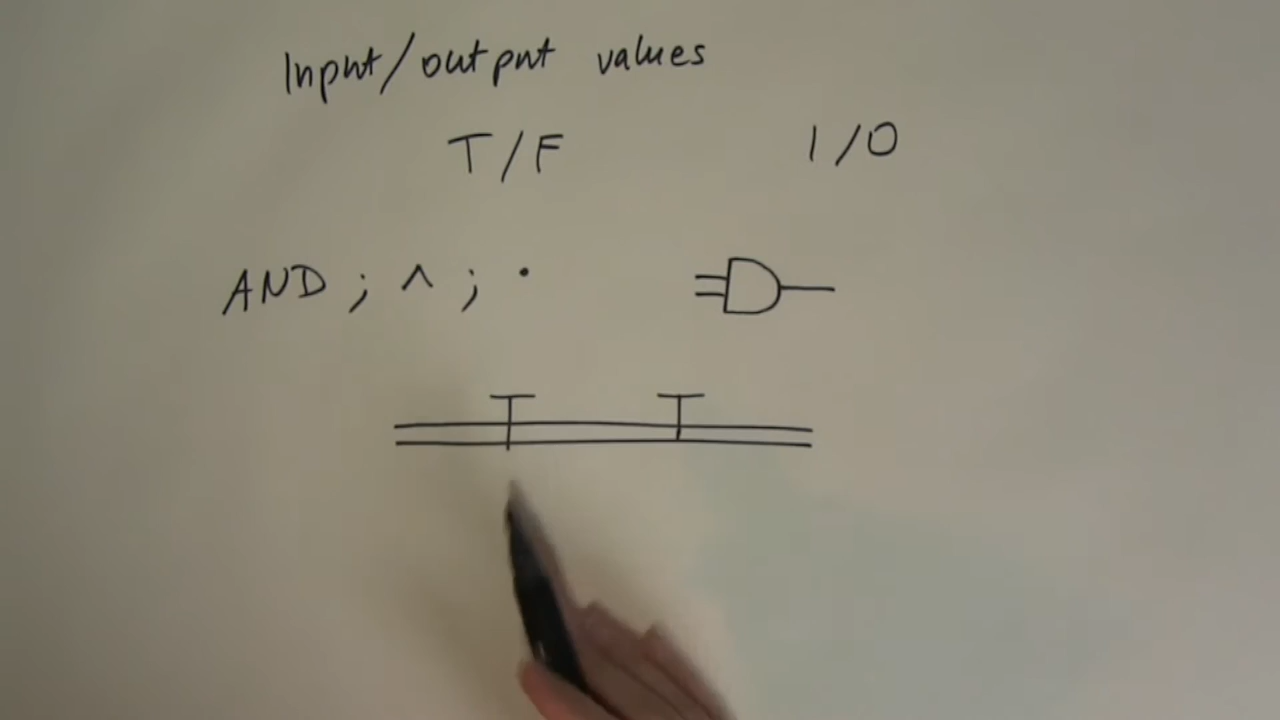 Input/output values
T/F 1/0
AND ; ∧ ; ·